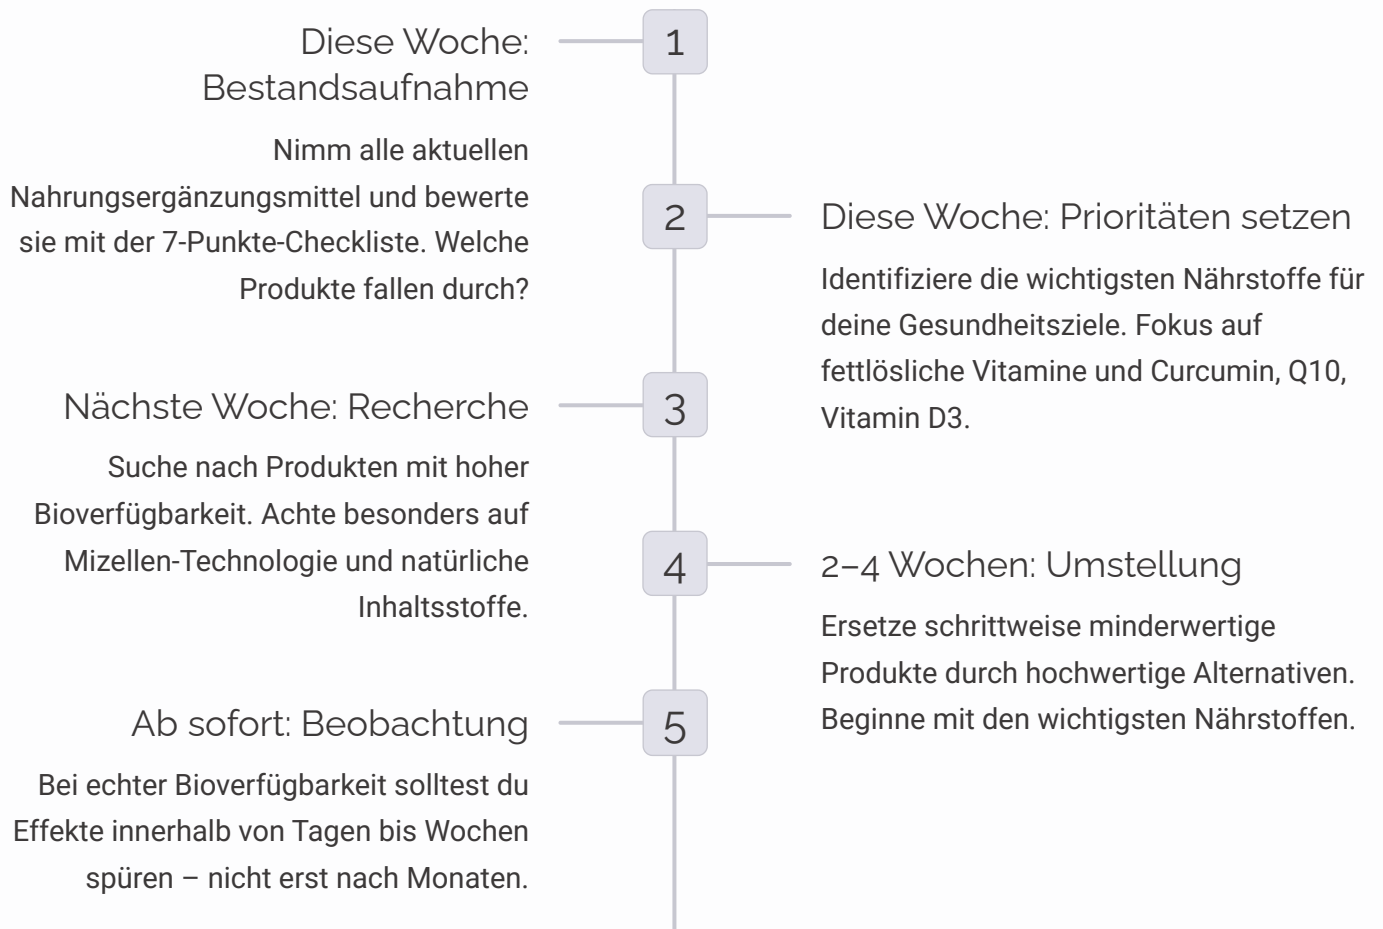 1
Diese Woche:
Bestandsaufnahme
Nimm alle aktuellen
Nahrungsergänzungsmittel und bewerte
sie mit der 7-Punkte-Checkliste. Welche
Produkte fallen durch?
2
Diese Woche: Prioritäten setzen
Identifiziere die wichtigsten Nährstoffe für
deine Gesundheitsziele. Fokus auf
fettlösliche Vitamine und Curcumin, Q10,
Vitamin D3.
3
Nächste Woche: Recherche
Suche nach Produkten mit hoher
Bioverfügbarkeit. Achte besonders auf
Mizellen-Technologie und natürliche
Inhaltsstoffe.
4
2–4 Wochen: Umstellung
Ersetze schrittweise minderwertige
Produkte durch hochwertige Alternativen.
Beginne mit den wichtigsten Nährstoffen.
5
Ab sofort: Beobachtung
Bei echter Bioverfügbarkeit solltest du
Effekte innerhalb von Tagen bis Wochen
spüren – nicht erst nach Monaten.